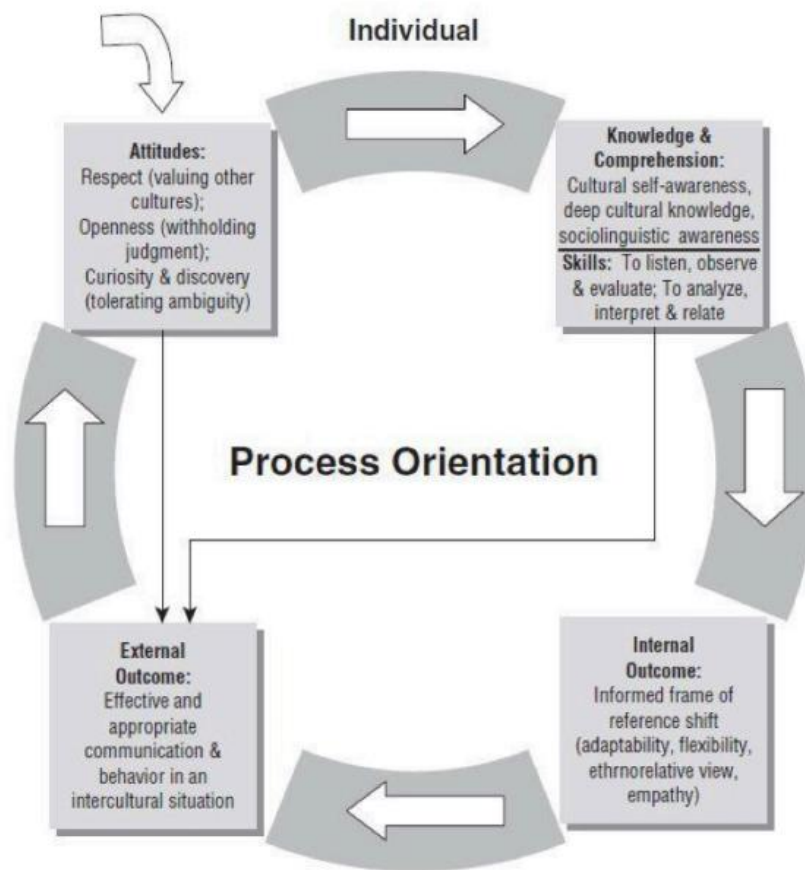 Individual
Attitudes:
Respect (valuing other
cultures);
Openness (withholding
judgment);
Curiosity & discovery
(tolerating ambiguity)
Knowledge &
Comprehension:
Cultural self-awareness,
deep cultural knowledge,
sociolinguistic awareness
Skills: To listen, observe
& evaluate; To analyze,
interpret & relate
Process Orientation
External
Outcome:
Effective and
appropriate
communication &
behavior in an
intercultural situation
Internal
Outcome:
Informed frame of
reference shift
(adaptability, flexibility,
ethrnorelative view,
empathy)